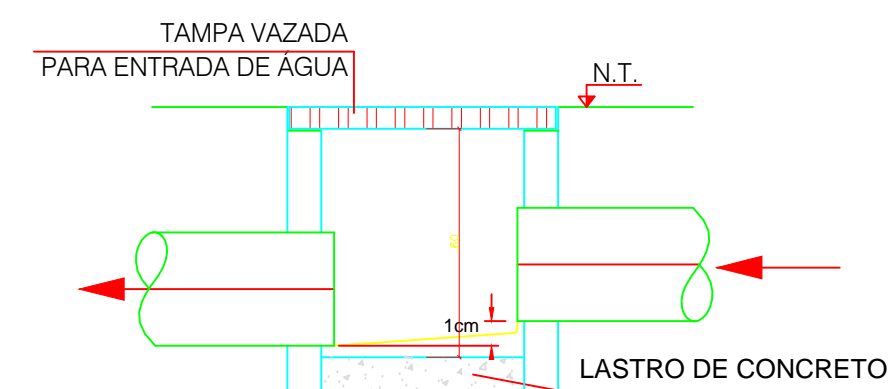 TAMPA VAZADA
PARA ENTRADA DE ÁGUA
N.T.
1cm
LASTRO DE CONCRETO